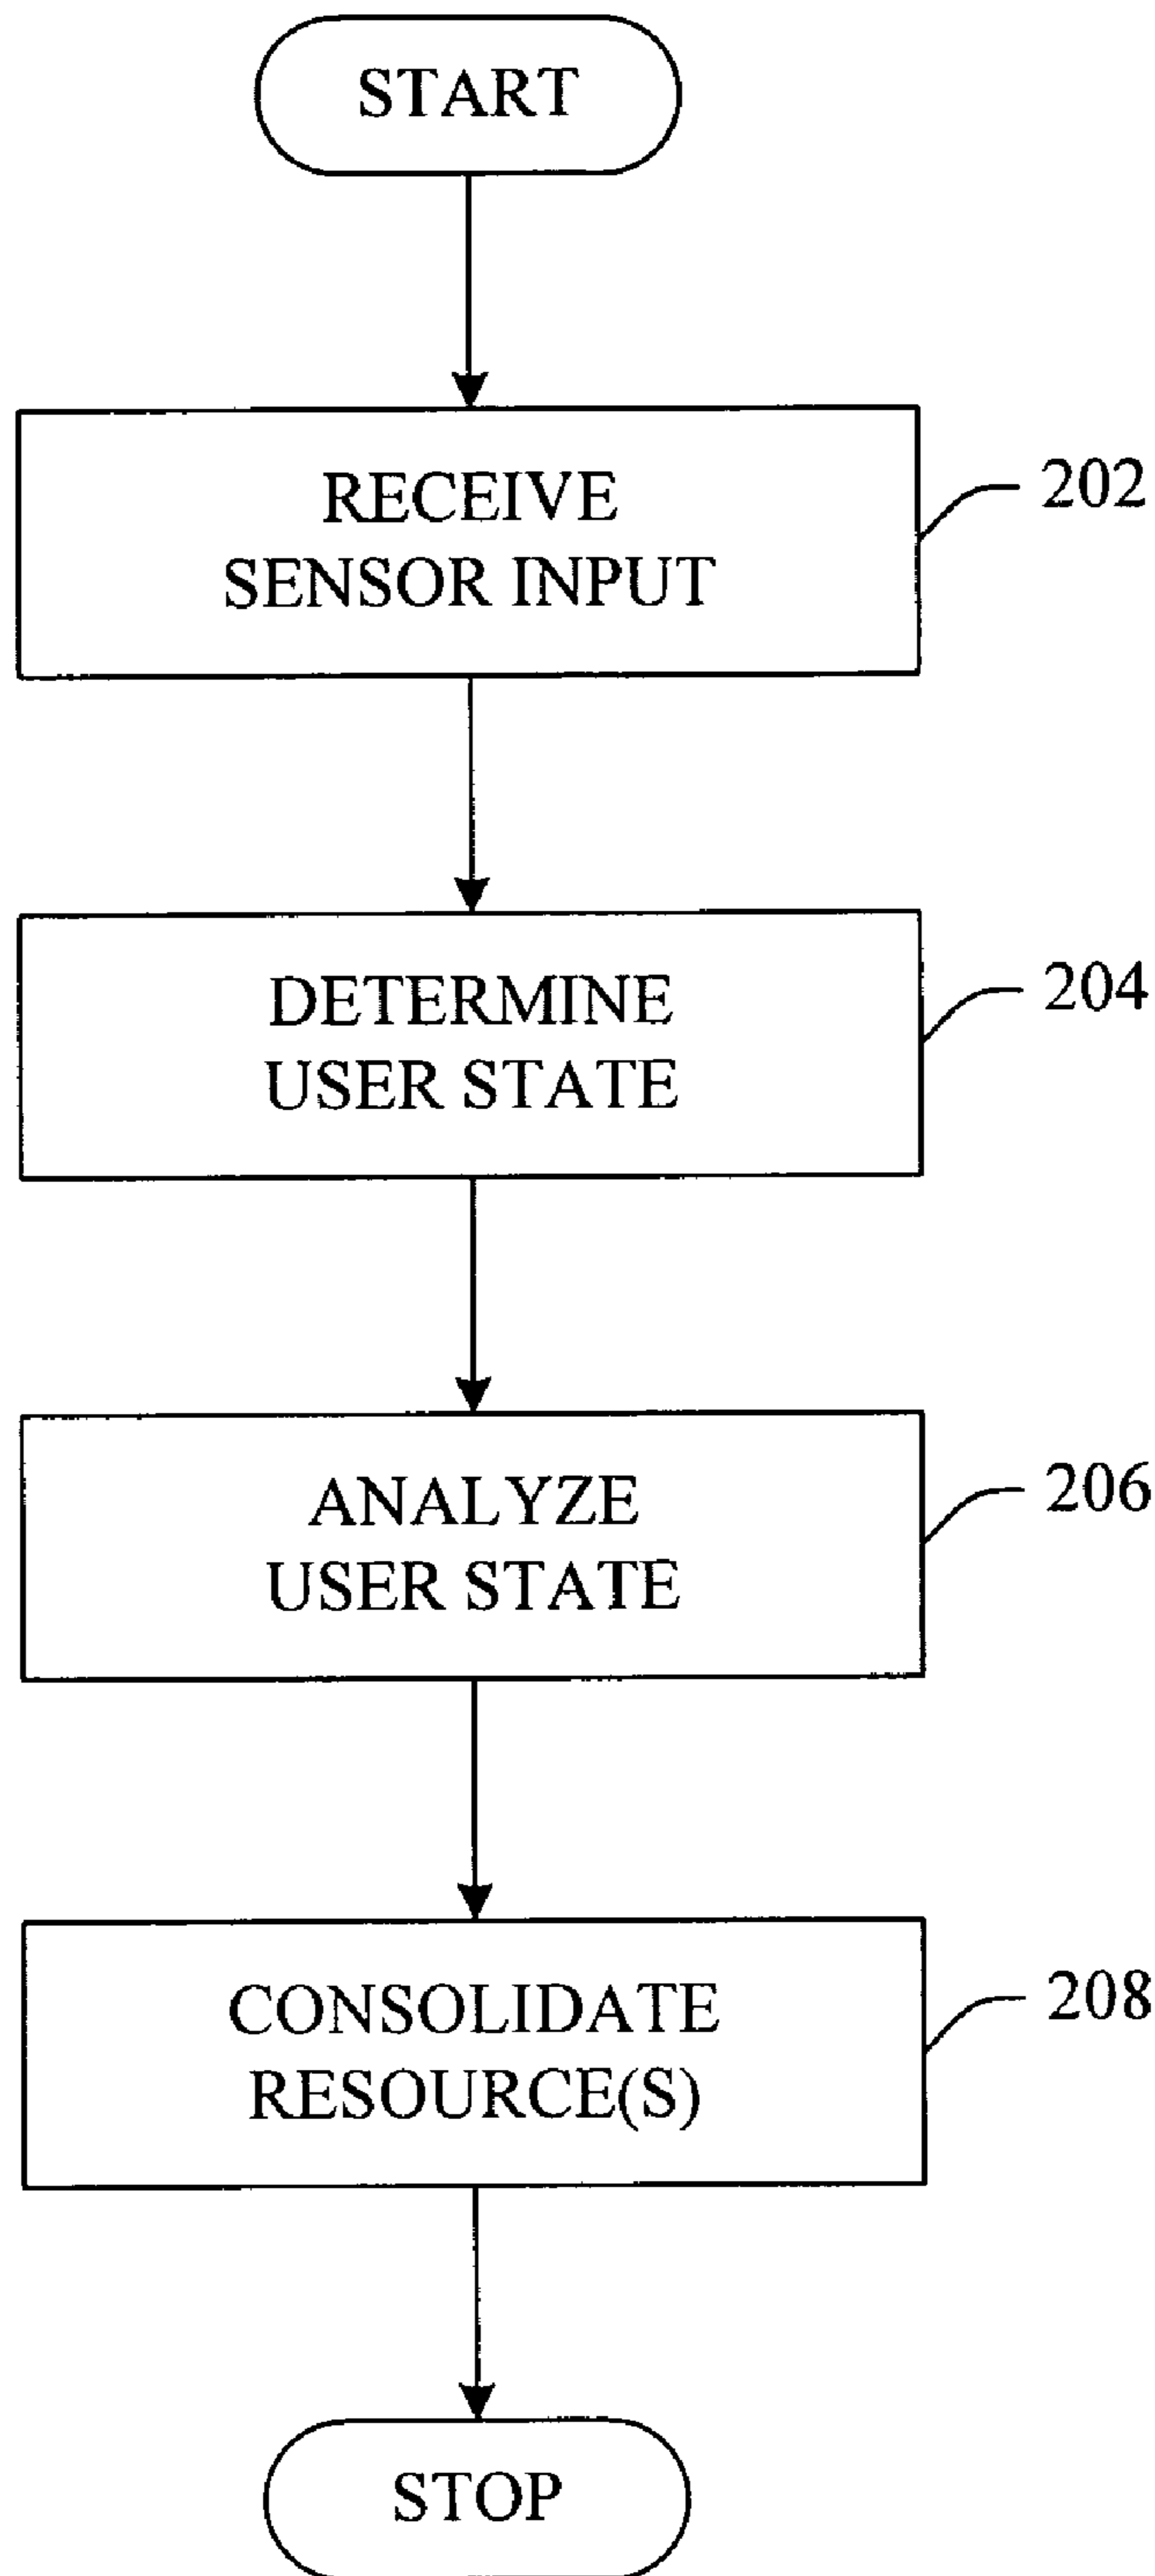 START
RECEIVE
SENSOR INPUT
202
DETERMINE
USER STATE
204
ANALYZE
USER STATE
206
CONSOLIDATE
RESOURCE(S)
208
STOP